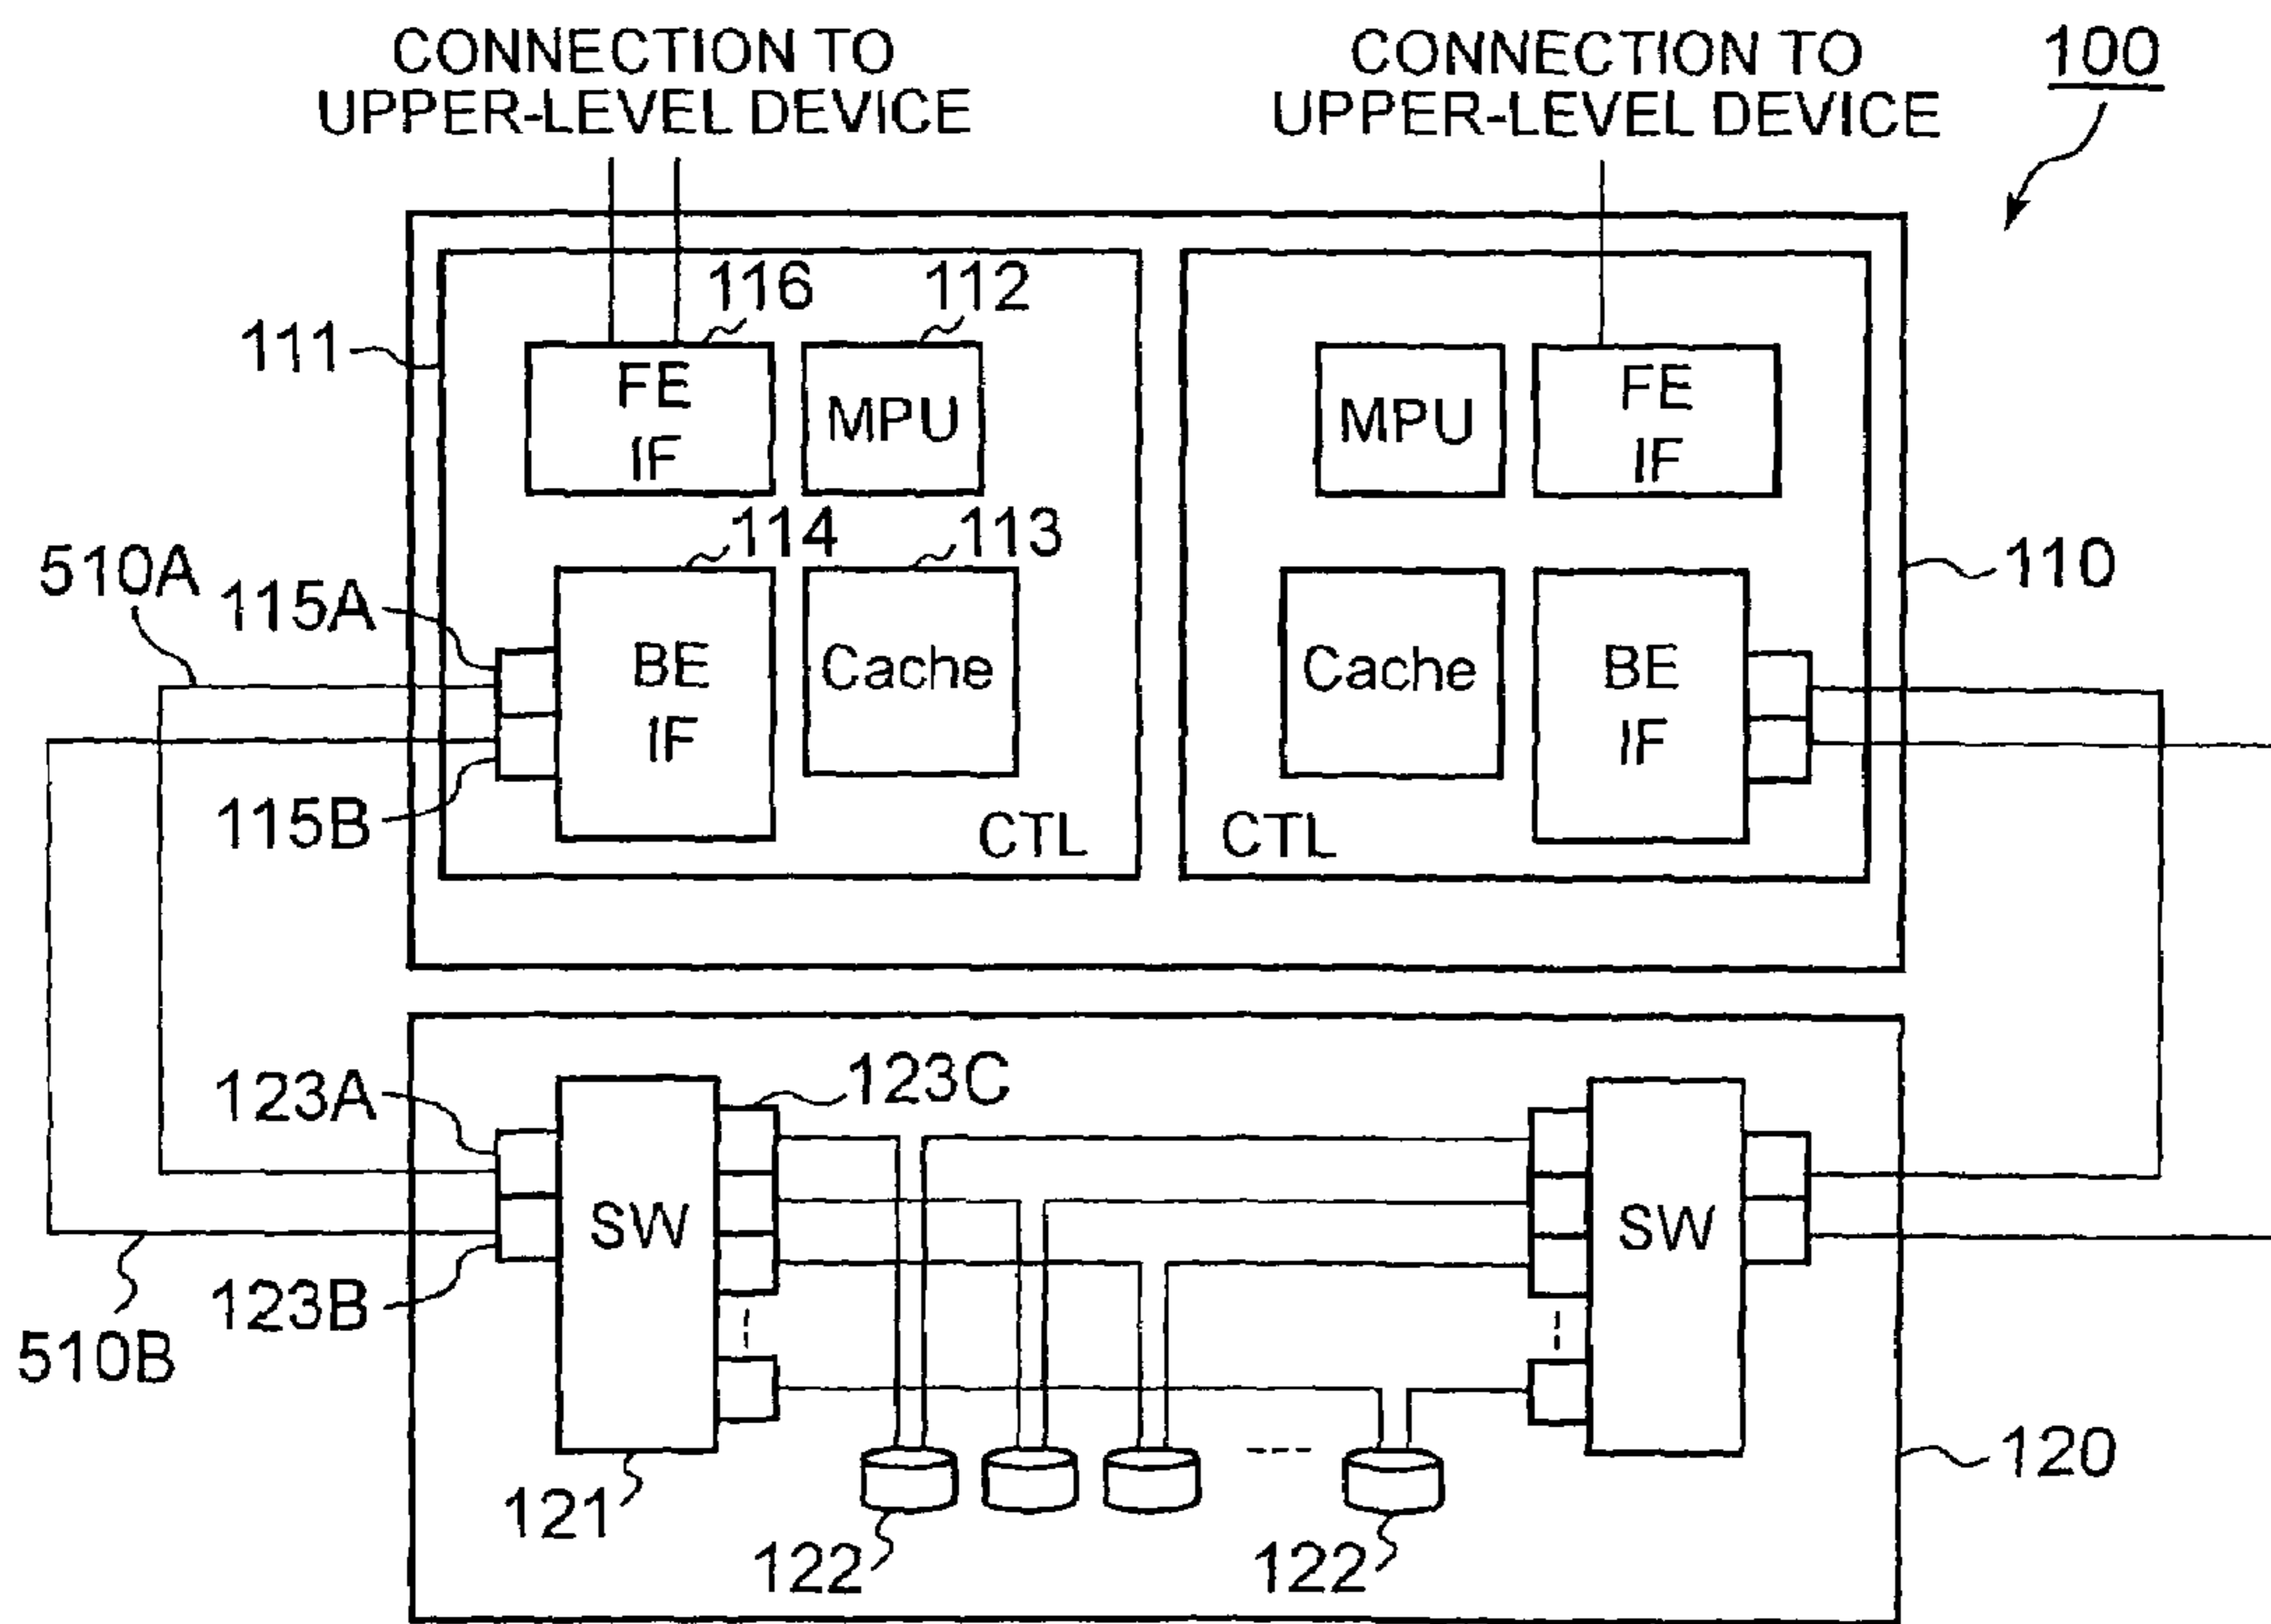 CONNECTION TO
UPPER-LEVEL DEVICE
CONNECTION TO
UPPER-LEVEL DEVICE
100
116
112
111
FE
IF
MPU
MPU
FE
IF
114
113
510A
115A
110
BE
IF
Cache
Cache
BE
IF
115B
CTL
CTL
123A
123C
SW
SW
123B
510B
120
121
122
122